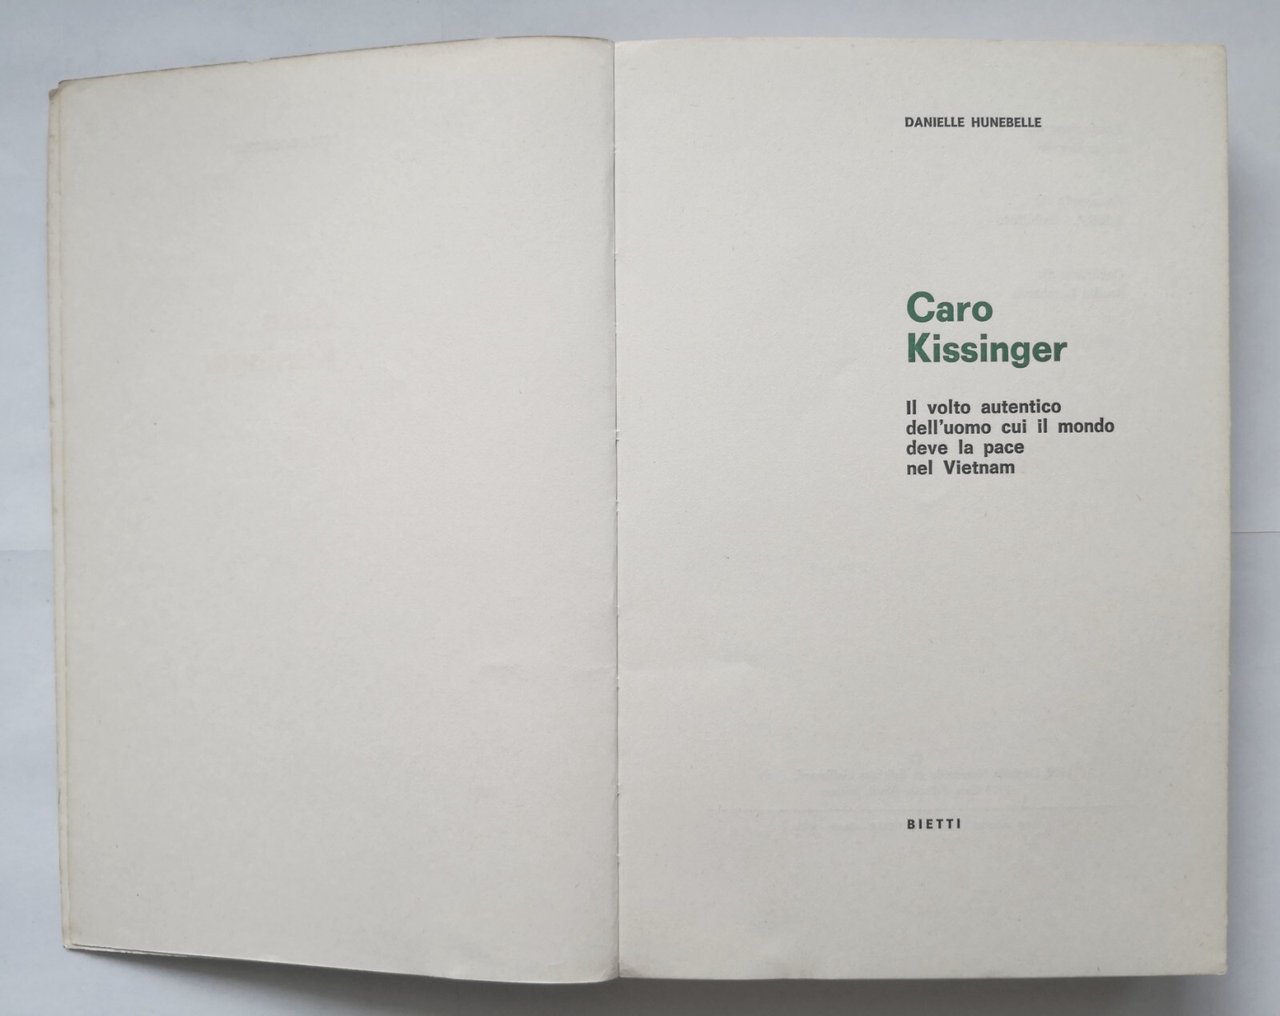 DANIELLE HUNEBELLE
Caro
Kissinger
Il volto autentico
dell'uomo cui il mondo
deve la pace
nel Vietnam
BIETTI